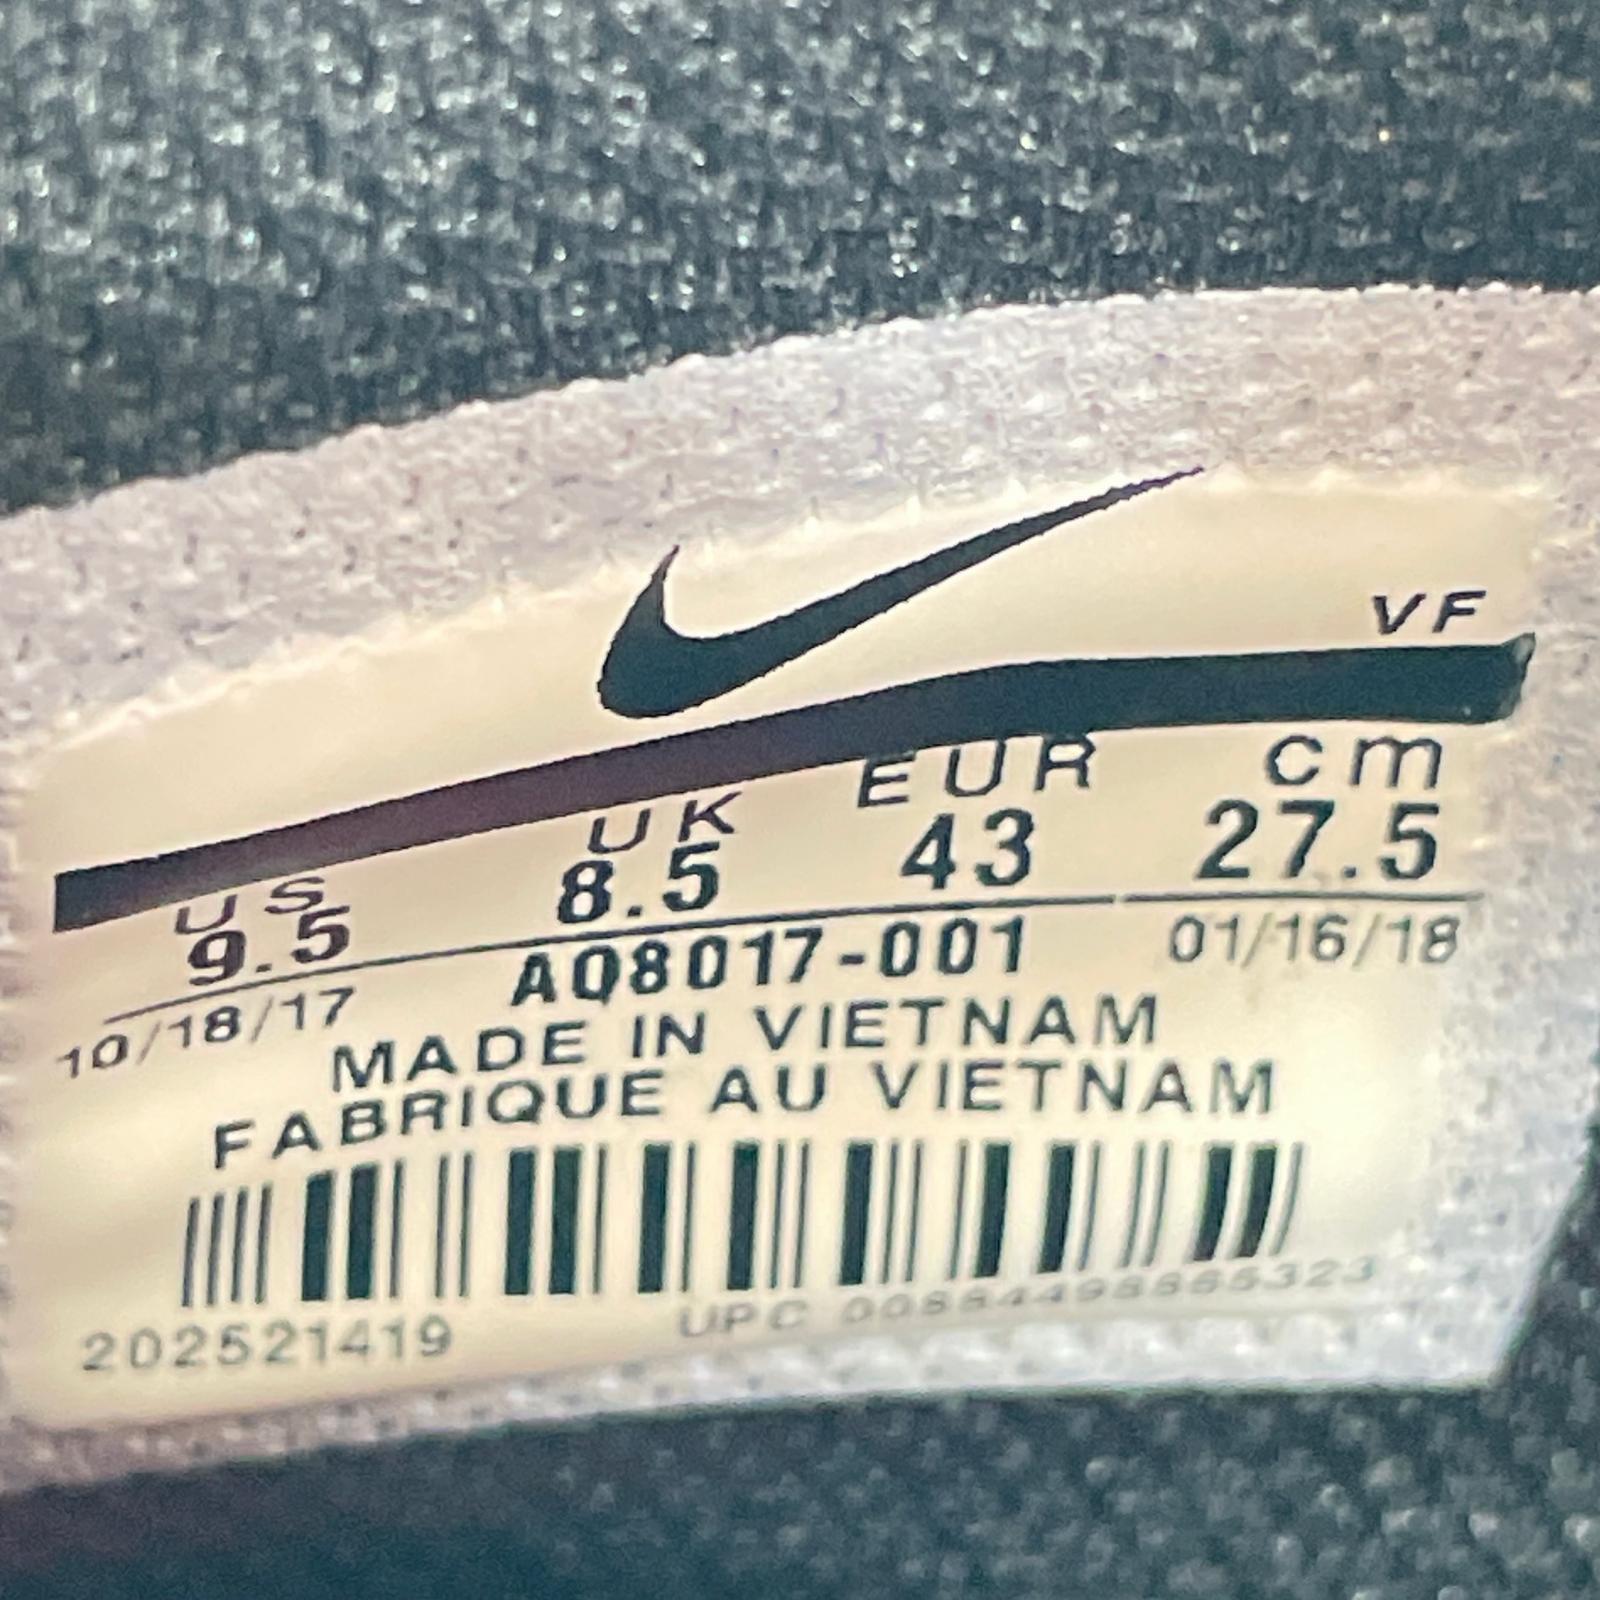 VF
US UK EUR cm
9.5 8.5 43 27.5
10/18/17 AQ8017-001 01/16/18
MADE IN VIETNAM
FABRIQUE AU VIETNAM
202521419 UPC